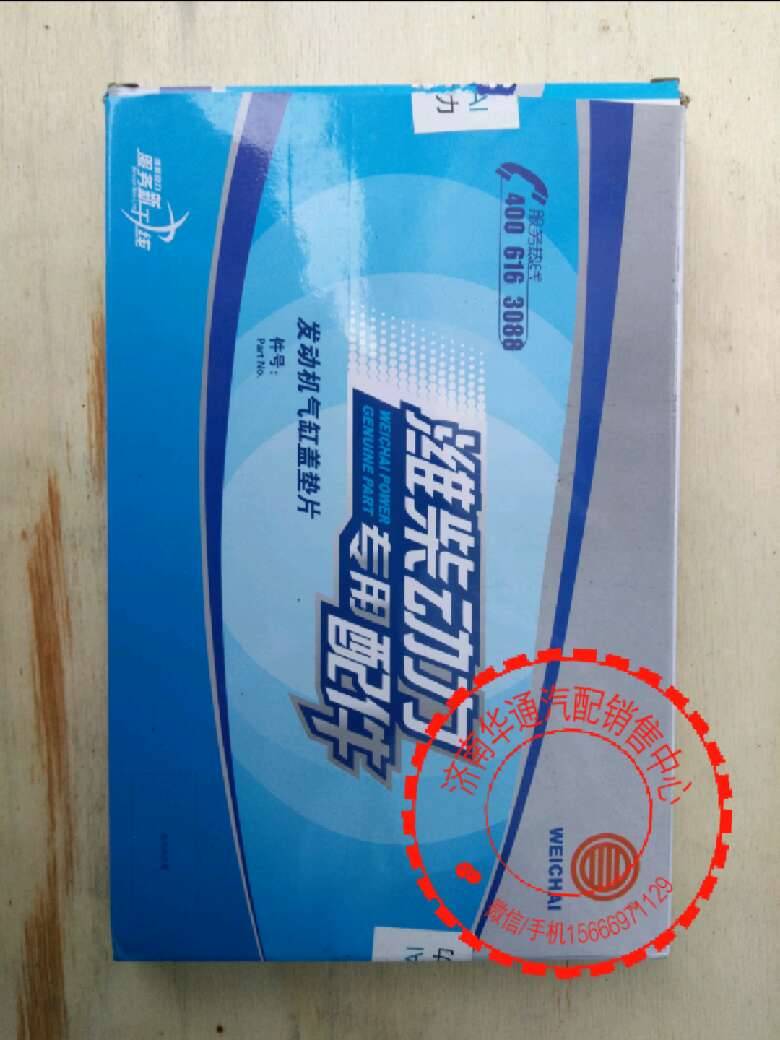 服务热线
400 616 3088
潍柴动力
WEICHAI POWER
GENUINE PART
专用
配件
发动机气缸盖垫片
件号：
Part No.
WEICHAI
济南华通汽配销售中心
微信/手机15666971129
AI
力
AI